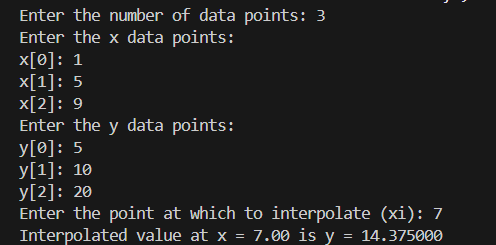 Enter the number of data points: 3
Enter the x data points:
x[0]: 1
x[1]: 5
x[2]: 9
Enter the y data points:
y[0]: 5
y[1]: 10
y[2]: 20
Enter the point at which to interpolate (xi): 7
Interpolated value at x = 7.00 is y = 14.375000